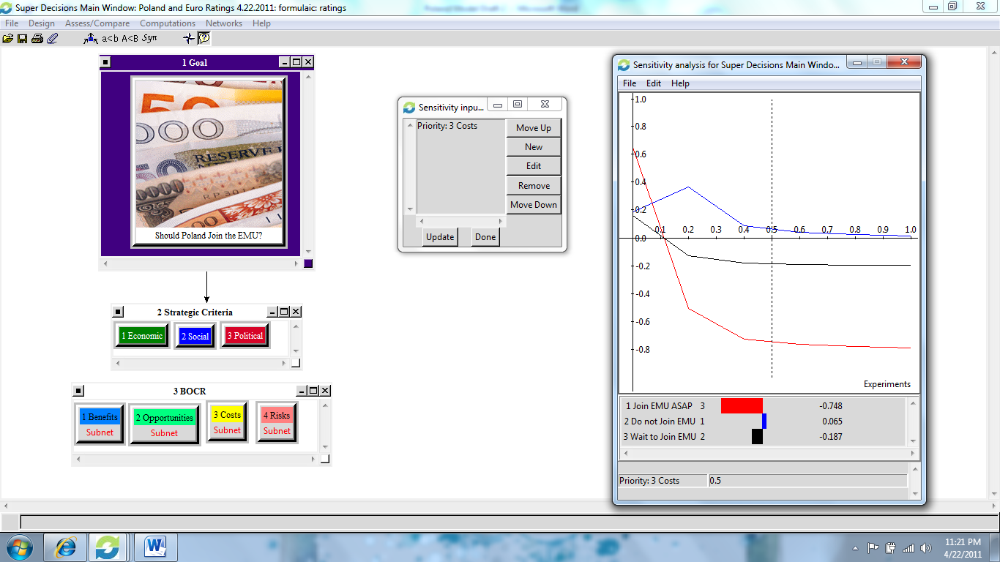 Super Decisions Main Window: Poland and Euro Ratings 4.22.2011: formulaic: ratings
File Design Assess/Compare Computations Networks Help
a<b A<B Syn
1 Goal
50
000
50 RESERVE
Should Poland Join the EMU?
2 Strategic Criteria
1 Economic 2 Social 3 Political
3 BOCR
1 Benefits 2 Opportunities 3 Costs 4 Risks
Subnet Subnet Subnet Subnet
Sensitivity inpu...
Priority: 3 Costs
Move Up
New
Edit
Remove
Move Down
Update Done
Sensitivity analysis for Super Decisions Main Windo...
File Edit Help
1.0
0.8
0.6
0.4
0.2
0.1 0.2 0.3 0.4 0.5 0.6 0.7 0.8 0.9 1.0
0.0
-0.2
-0.4
-0.6
-0.8
Experiments
1 Join EMU ASAP 3 -0.748
2 Do not Join EMU 1 0.065
3 Wait to Join EMU 2 -0.187
Priority: 3 Costs 0.5
11:21 PM
4/22/2011